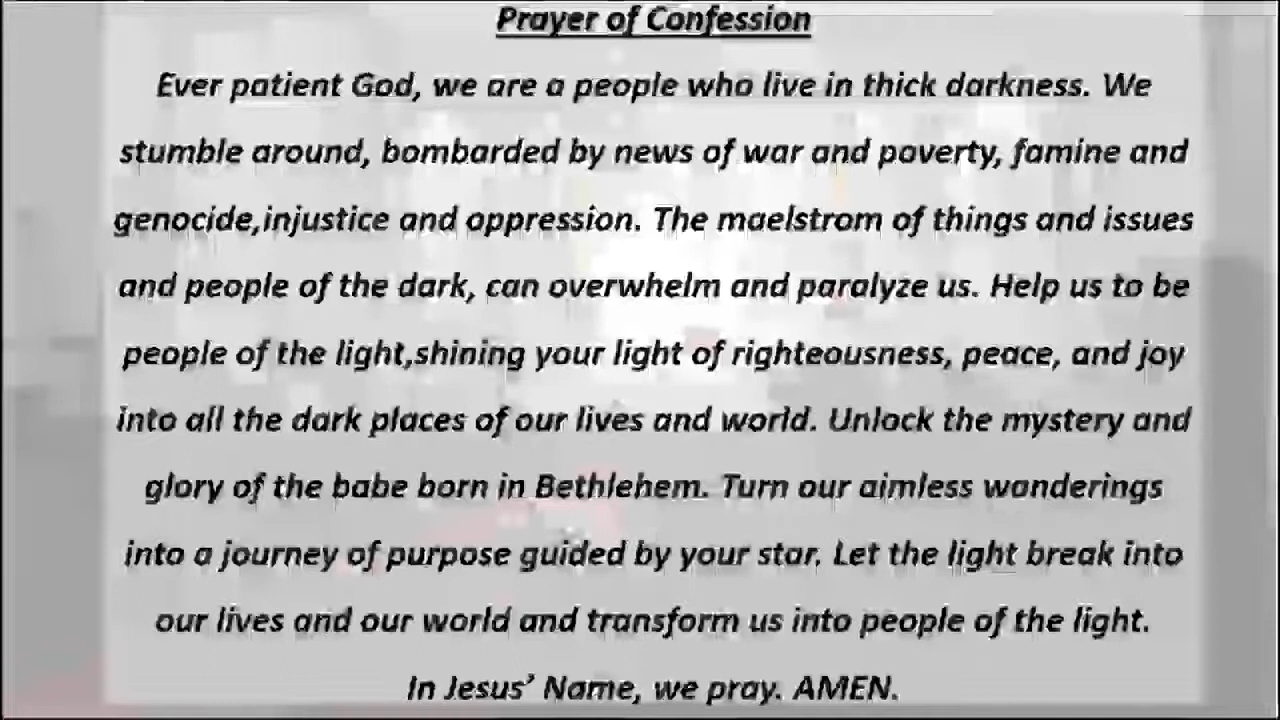 Prayer of Confession
Ever patient God, we are a people who live in thick darkness. We
stumble around, bombarded by news of war and poverty, famine and
genocide,injustice and oppression. The maelstrom of things and issues
and people of the dark, can overwhelm and paralyze us. Help us to be
people of the light,shining your light of righteousness, peace, and joy
into all the dark places of our lives and world. Unlock the mystery and
glory of the babe born in Bethlehem. Turn our aimless wanderings
into a journey of purpose guided by your star. Let the light break into
our lives and our world and transform us into people of the light.
In Jesus’ Name, we pray. AMEN.